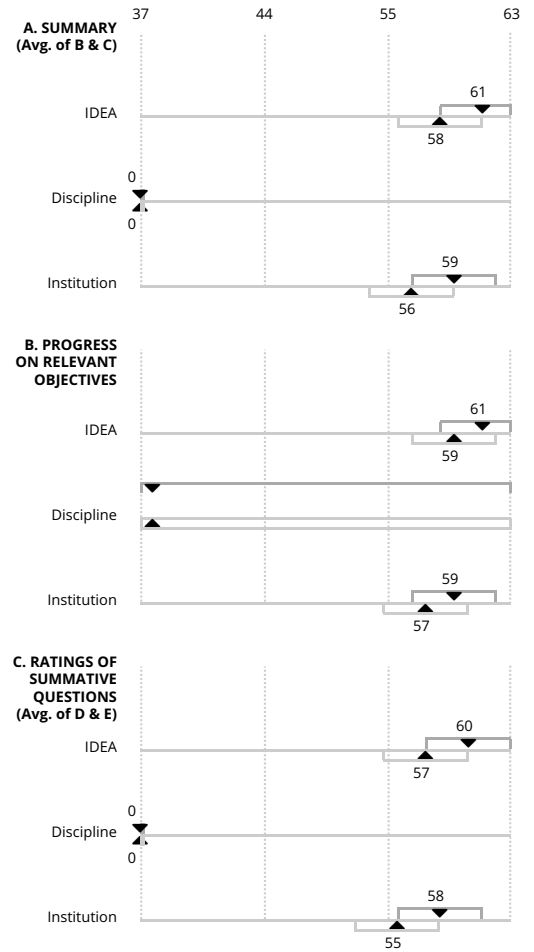 37 44 55 63
A. SUMMARY
(Avg. of B & C)
61
IDEA
58
0
Discipline
0
59
Institution
56
B. PROGRESS
ON RELEVANT
OBJECTIVES
61
IDEA
59
Discipline
59
Institution
57
C. RATINGS OF
SUMMATIVE
QUESTIONS
(Avg. of D & E)
60
IDEA
57
0
Discipline
0
58
Institution
55